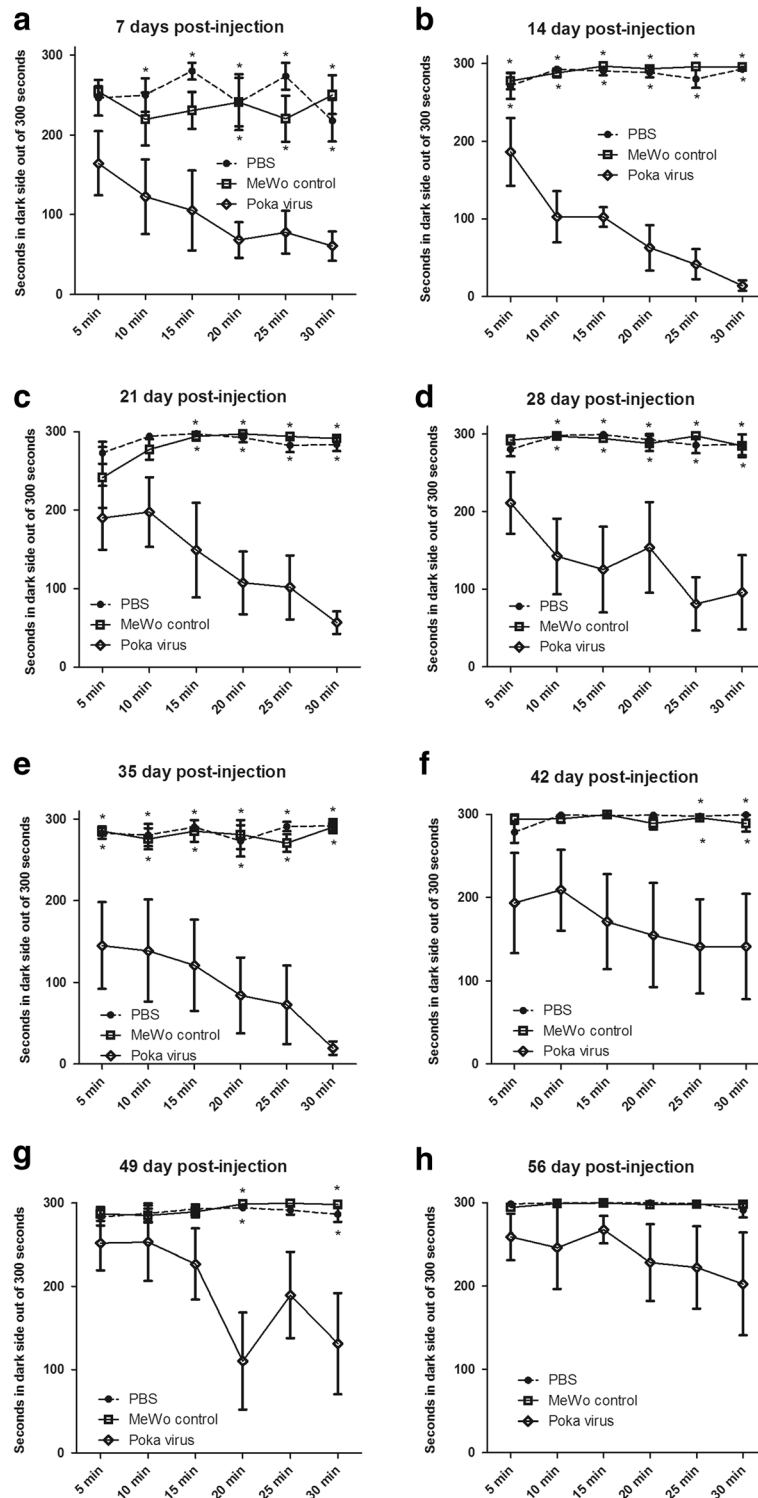 a
7 days post-injection
Seconds in dark side out of 300 seconds
300
200
100
0
* * * * *
* * *
PBS
MeWo control
Poka virus
5 min 10 min 15 min 20 min 25 min 30 min
b
14 day post-injection
Seconds in dark side out of 300 seconds
300
200
100
0
* * * * * *
* * * * * *
PBS
MeWo control
Poka virus
5 min 10 min 15 min 20 min 25 min 30 min
c
21 day post-injection
Seconds in dark side out of 300 seconds
300
200
100
0
* * * *
* * * *
PBS
MeWo control
Poka virus
5 min 10 min 15 min 20 min 25 min 30 min
d
28 day post-injection
Seconds in dark side out of 300 seconds
300
200
100
0
* * * * *
* * * * *
PBS
MeWo control
Poka virus
5 min 10 min 15 min 20 min 25 min 30 min
e
35 day post-injection
Seconds in dark side out of 300 seconds
300
200
100
0
* * * * * *
* * * * * *
PBS
MeWo control
Poka virus
5 min 10 min 15 min 20 min 25 min 30 min
f
42 day post-injection
Seconds in dark side out of 300 seconds
300
200
100
0
* *
* *
PBS
MeWo control
Poka virus
5 min 10 min 15 min 20 min 25 min 30 min
g
49 day post-injection
Seconds in dark side out of 300 seconds
300
200
100
0
* *
* *
PBS
MeWo control
Poka virus
5 min 10 min 15 min 20 min 25 min 30 min
h
56 day post-injection
Seconds in dark side out of 300 seconds
300
200
100
0
PBS
MeWo control
Poka virus
5 min 10 min 15 min 20 min 25 min 30 min